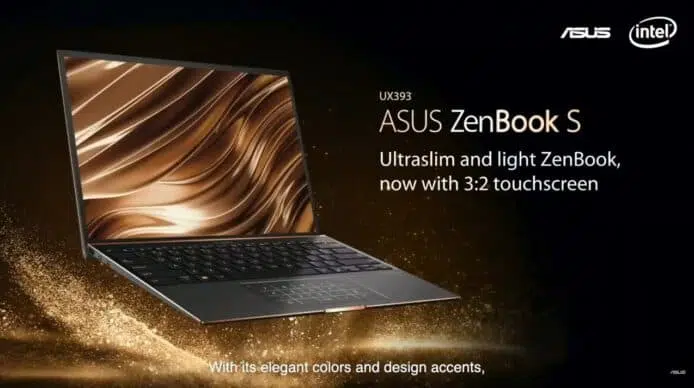 ASUS
intel
UX393
ASUS ZenBook S
Ultraslim and light ZenBook,
now with 3:2 touchscreen
With its elegant colors and design accents,
ASUS